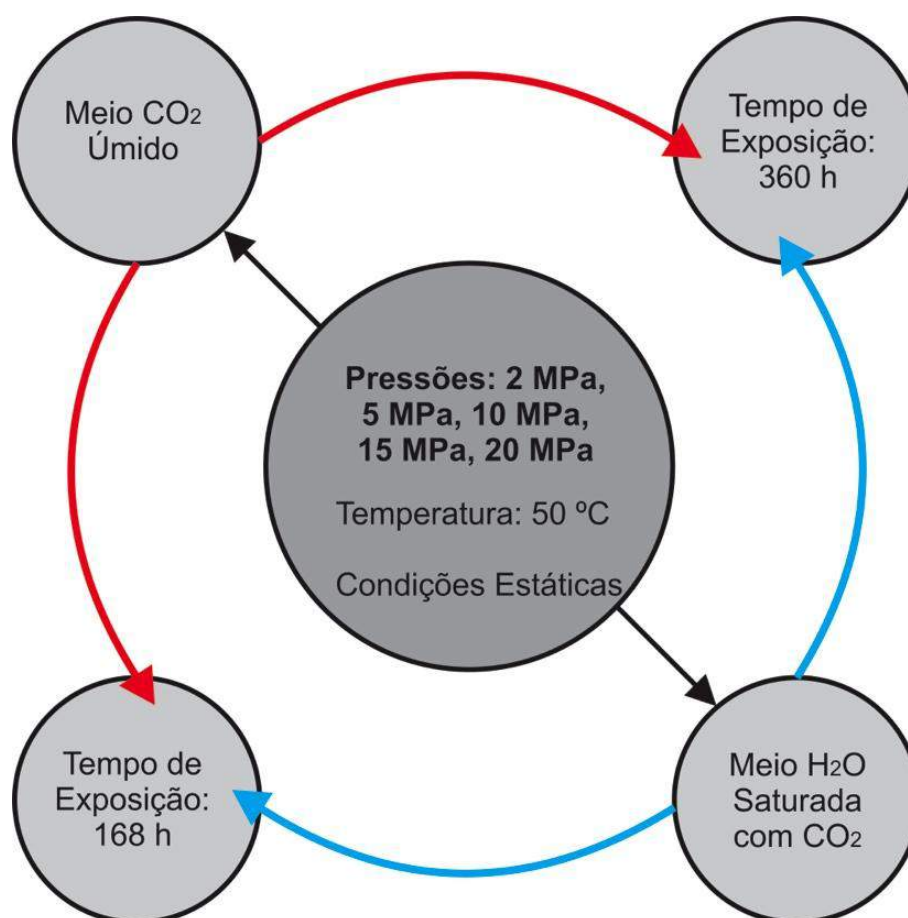 Meio CO₂
Úmido
Tempo de
Exposição:
360 h
Pressões: 2 MPa,
5 MPa, 10 MPa,
15 MPa, 20 MPa
Temperatura: 50 ºC
Condições Estáticas
Tempo de
Exposição:
168 h
Meio H₂O
Saturada
com CO₂